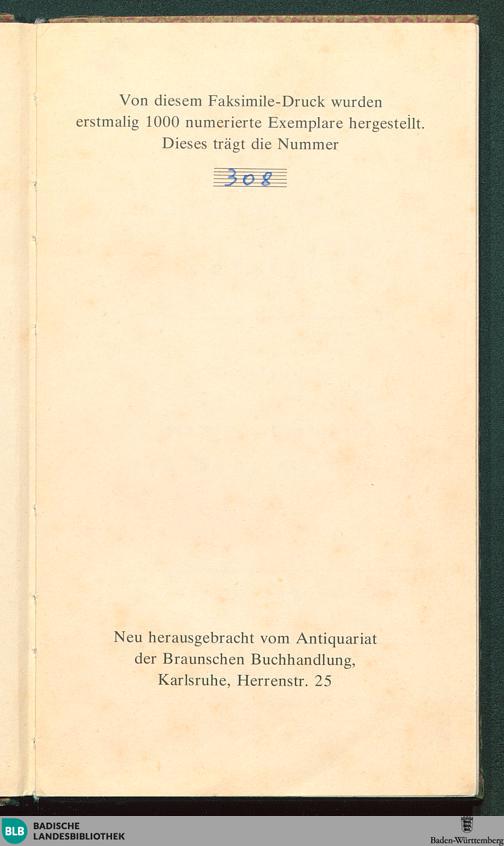 Von diesem Faksimile-Druck wurden
erstmalig 1000 numerierte Exemplare hergestellt.
Dieses trägt die Nummer
308
Neu herausgebracht vom Antiquariat
der Braunschen Buchhandlung,
Karlsruhe, Herrenstr. 25
BLB
BADISCHE
LANDESBIBLIOTHEK
Baden-Württemberg